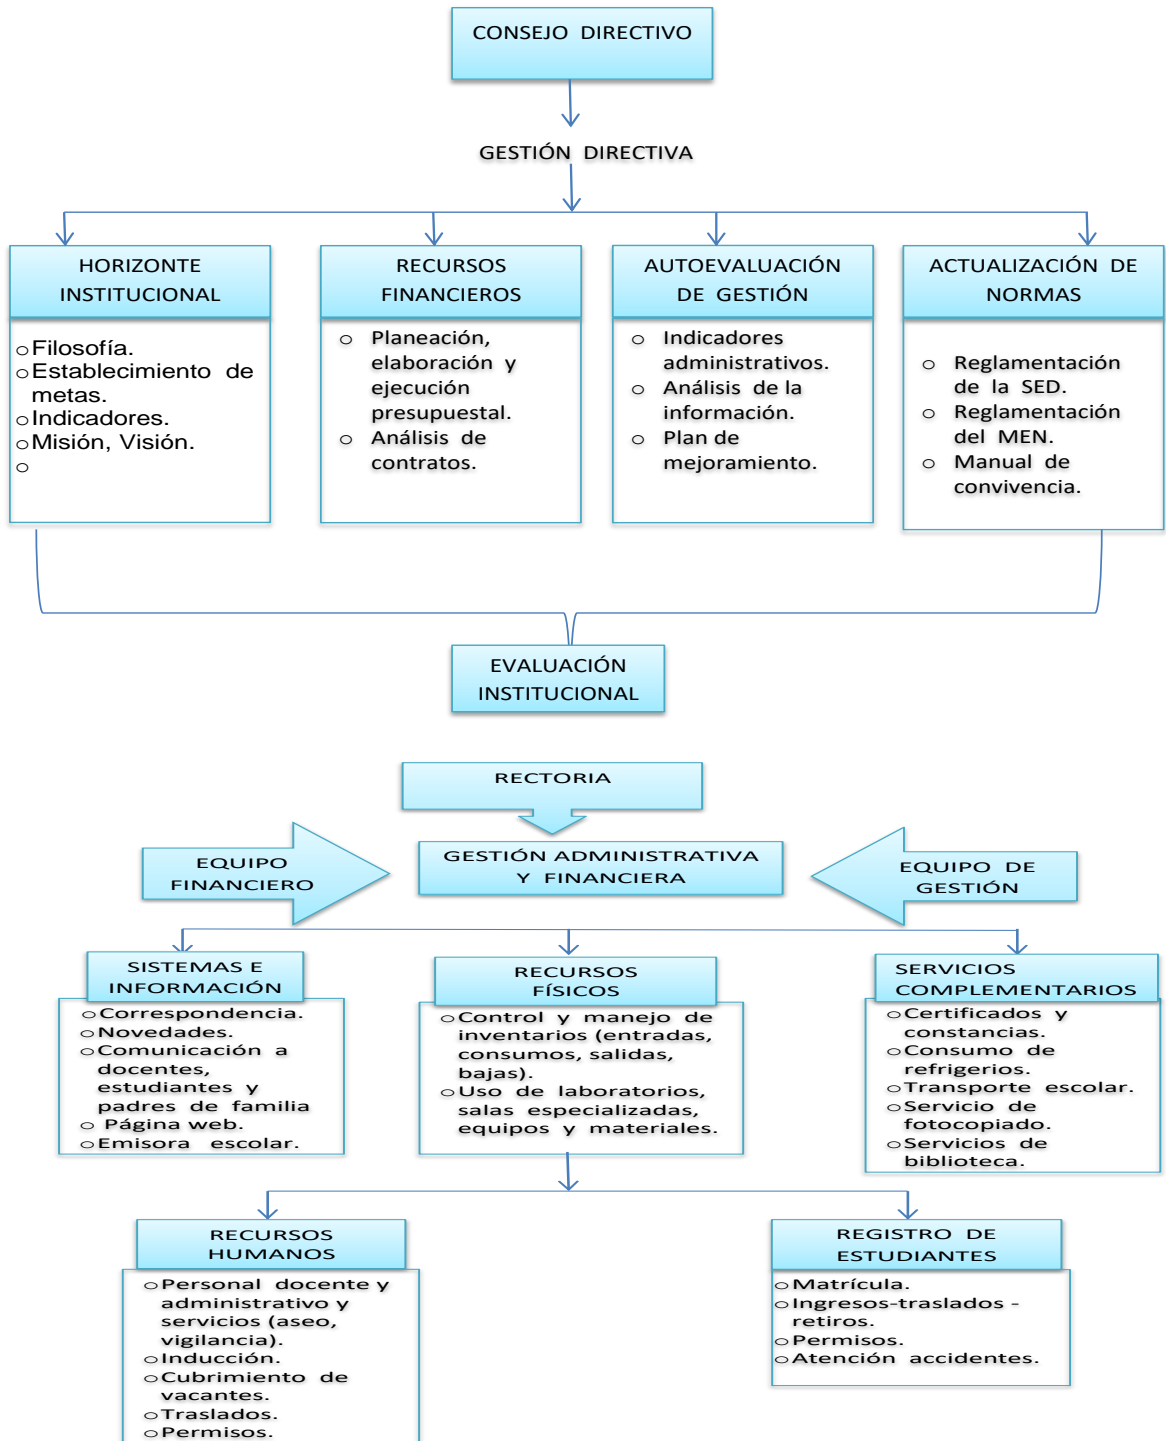 CONSEJO DIRECTIVO
GESTIÓN DIRECTIVA
HORIZONTE
INSTITUCIONAL
○Filosofía.
○Establecimiento de
metas.
○Indicadores.
○Misión, Visión.
○
RECURSOS
FINANCIEROS
○ Planeación,
elaboración y
ejecución
presupuestal.
○ Análisis de
contratos.
AUTOEVALUACIÓN
DE GESTIÓN
○ Indicadores
administrativos.
○ Análisis de la
información.
○ Plan de
mejoramiento.
ACTUALIZACIÓN DE
NORMAS
○ Reglamentación
de la SED.
○ Reglamentación
del MEN.
○ Manual de
convivencia.
EVALUACIÓN
INSTITUCIONAL
RECTORIA
EQUIPO
FINANCIERO
GESTIÓN ADMINISTRATIVA
Y FINANCIERA
EQUIPO DE
GESTIÓN
SISTEMAS E
INFORMACIÓN
○Correspondencia.
○Novedades.
○Comunicación a
docentes,
estudiantes y
padres de familia
○ Página web.
○Emisora escolar.
RECURSOS
FÍSICOS
○Control y manejo de
inventarios (entradas,
consumos, salidas,
bajas).
○Uso de laboratorios,
salas especializadas,
equipos y materiales.
SERVICIOS
COMPLEMENTARIOS
○Certificados y
constancias.
○Consumo de
refrigerios.
○Transporte escolar.
○Servicio de
fotocopiado.
○Servicios de
biblioteca.
RECURSOS
HUMANOS
○Personal docente y
administrativo y
servicios (aseo,
vigilancia).
○Inducción.
○Cubrimiento de
vacantes.
○Traslados.
○Permisos.
REGISTRO DE
ESTUDIANTES
○Matrícula.
○Ingresos-traslados -
retiros.
○Permisos.
○Atención accidentes.